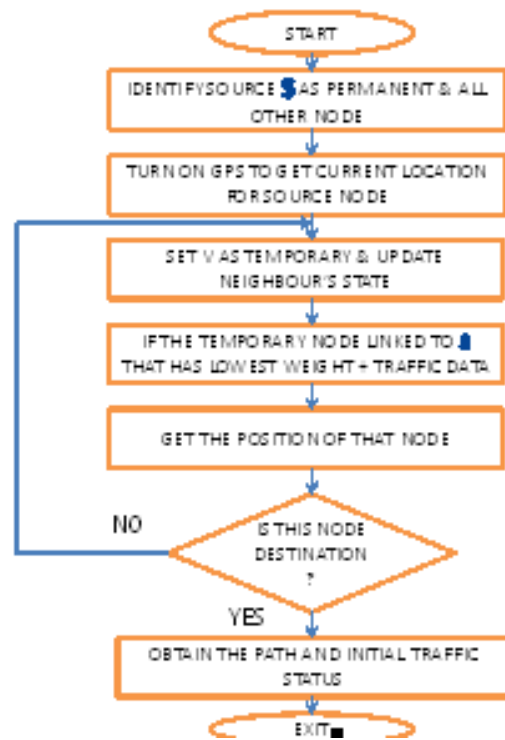 START
IDENTIFYSOURCE S AS PERMANENT & ALL
OTHER NODE
TURN ON GPS TO GET CURRENT LOCATION
FOR SOURCE NODE
SET V AS TEMPORARY & UPDATE
NEIGHBOUR'S STATE
IF THE TEMPORARY NODE LINKED TO
THAT HAS LOWEST WEIGHT + TRAFFIC DATA
GET THE POSITION OF THAT NODE
NO
IS THIS NODE
DESTINATION
?
YES
OBTAIN THE PATH AND INITIAL TRAFFIC
STATUS
EXIT